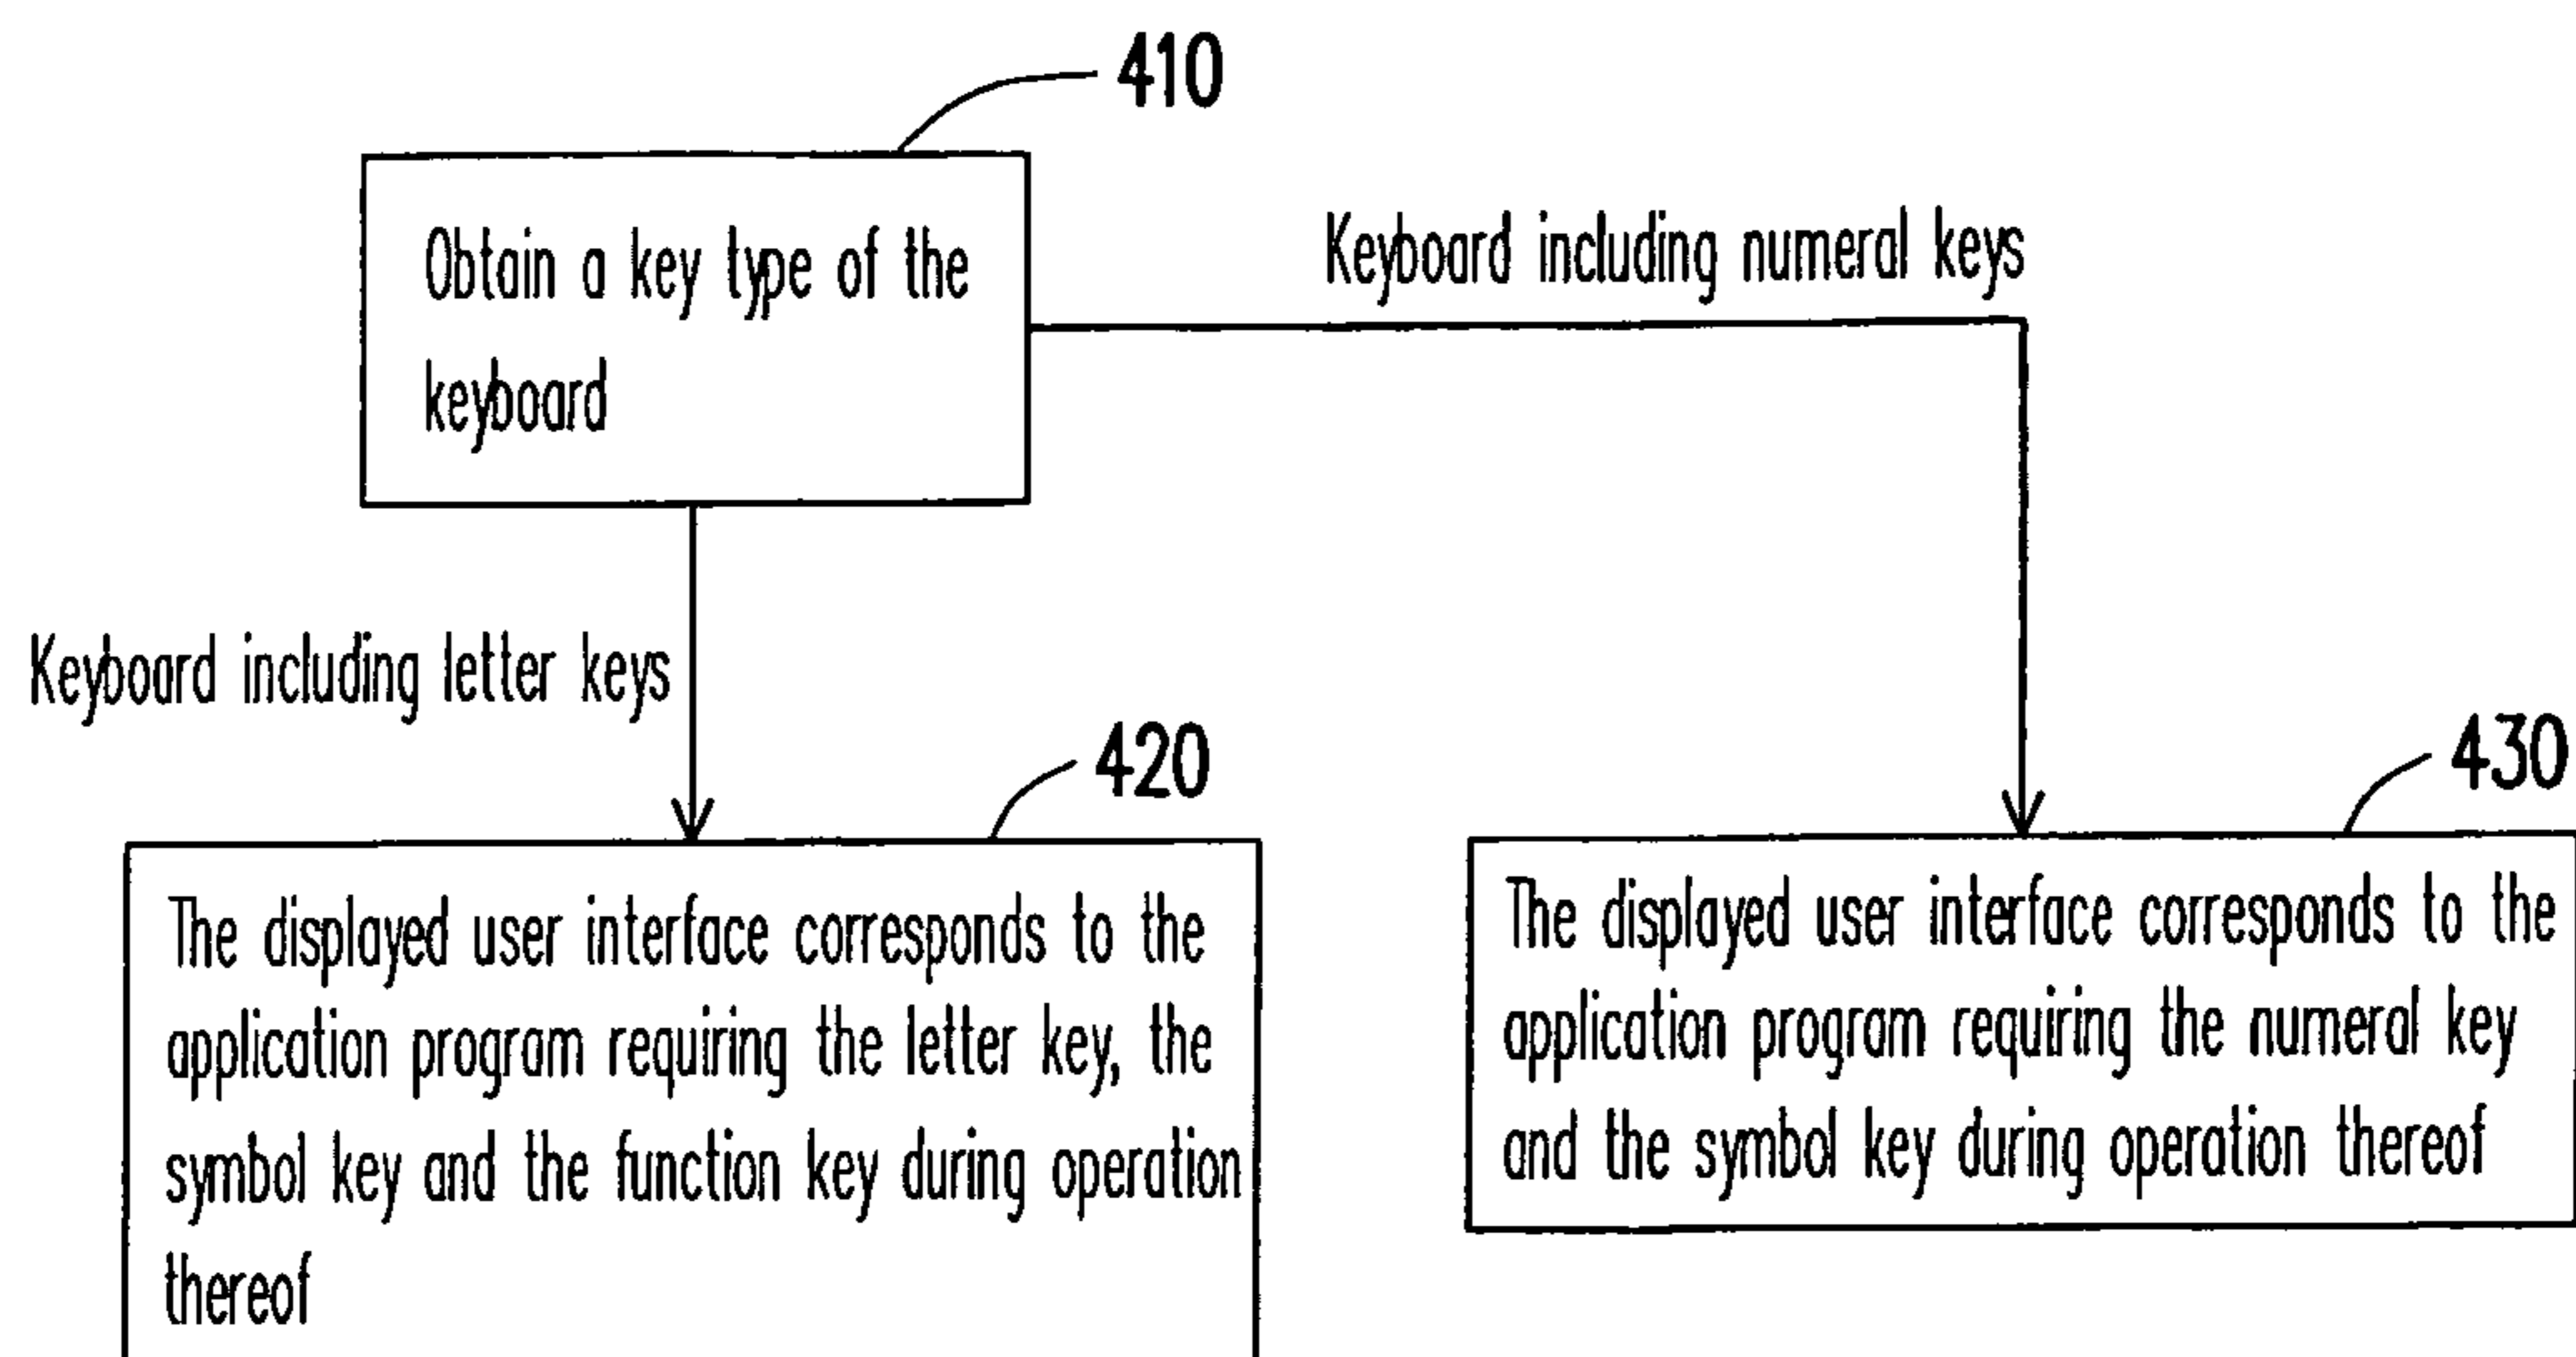 410
Obtain a key type of the
keyboard
Keyboard including numeral keys
Keyboard including letter keys
420
The displayed user interface corresponds to the
application program requiring the letter key, the
symbol key and the function key during operation
thereof
430
The displayed user interface corresponds to the
application program requiring the numeral key
and the symbol key during operation thereof